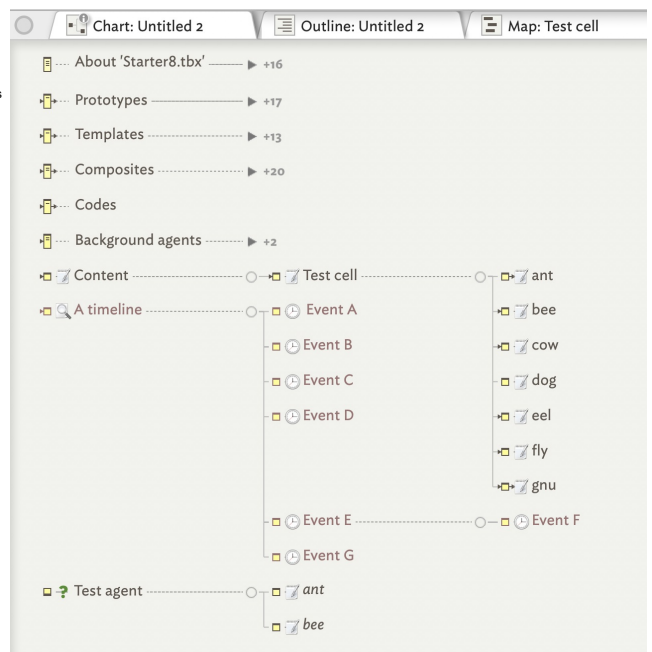 Chart: Untitled 2 Outline: Untitled 2 Map: Test cell
About 'Starter8.tbx' +16
Prototypes +17
Templates +13
Composites +20
Codes
Background agents +2
Content Test cell ant
A timeline Event A bee
Event B cow
Event C dog
Event D eel
fly
gnu
Event E Event F
Event G
Test agent ? ant
bee